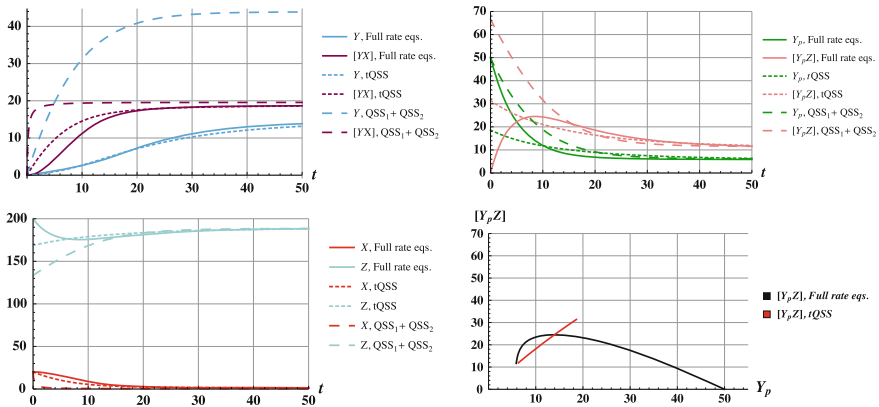 40
30
20
10
0
10
20
30
40
50
t
Y, Full rate eqs.
[YX], Full rate eqs.
Y, tQSS
[YX], tQSS
Y, QSS₁+ QSS₂
[YX], QSS₁+ QSS₂
70
60
50
40
30
20
10
0
0
10
20
30
40
50
t
Yₚ, Full rate eqs.
[YₚZ], Full rate eqs.
Yₚ, tQSS
[YₚZ], tQSS
Yₚ, QSS₁+ QSS₂
[YₚZ], QSS₁+ QSS₂
200
150
100
50
0
0
10
20
30
40
50
t
X, Full rate eqs.
Z, Full rate eqs.
X, tQSS
Z, tQSS
X, QSS₁+ QSS₂
Z, QSS₁+ QSS₂
[YₚZ]
70
60
50
40
30
20
10
0
10
20
30
40
50
Yₚ
[YₚZ], Full rate eqs.
[YₚZ], tQSS